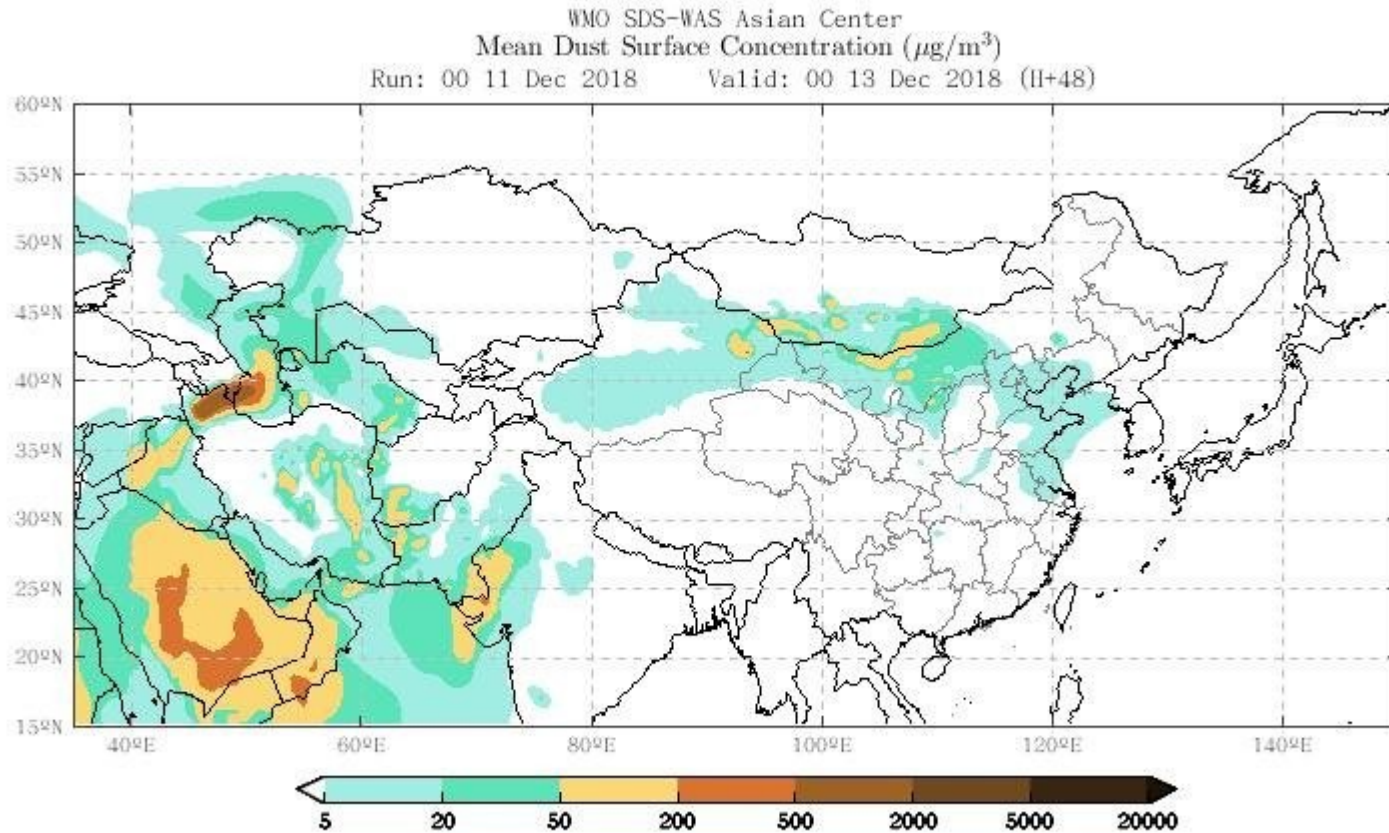 WMO SDS-WAS Asian Center
Mean Dust Surface Concentration (μg/m³)
Run: 00 11 Dec 2018 Valid: 00 13 Dec 2018 (H+48)
60ºN
55ºN
50ºN
45ºN
40ºN
35ºN
30ºN
25ºN
20ºN
15ºN
40ºE 60ºE 80ºE 100ºE 120ºE 140ºE
5 20 50 200 500 2000 5000 20000